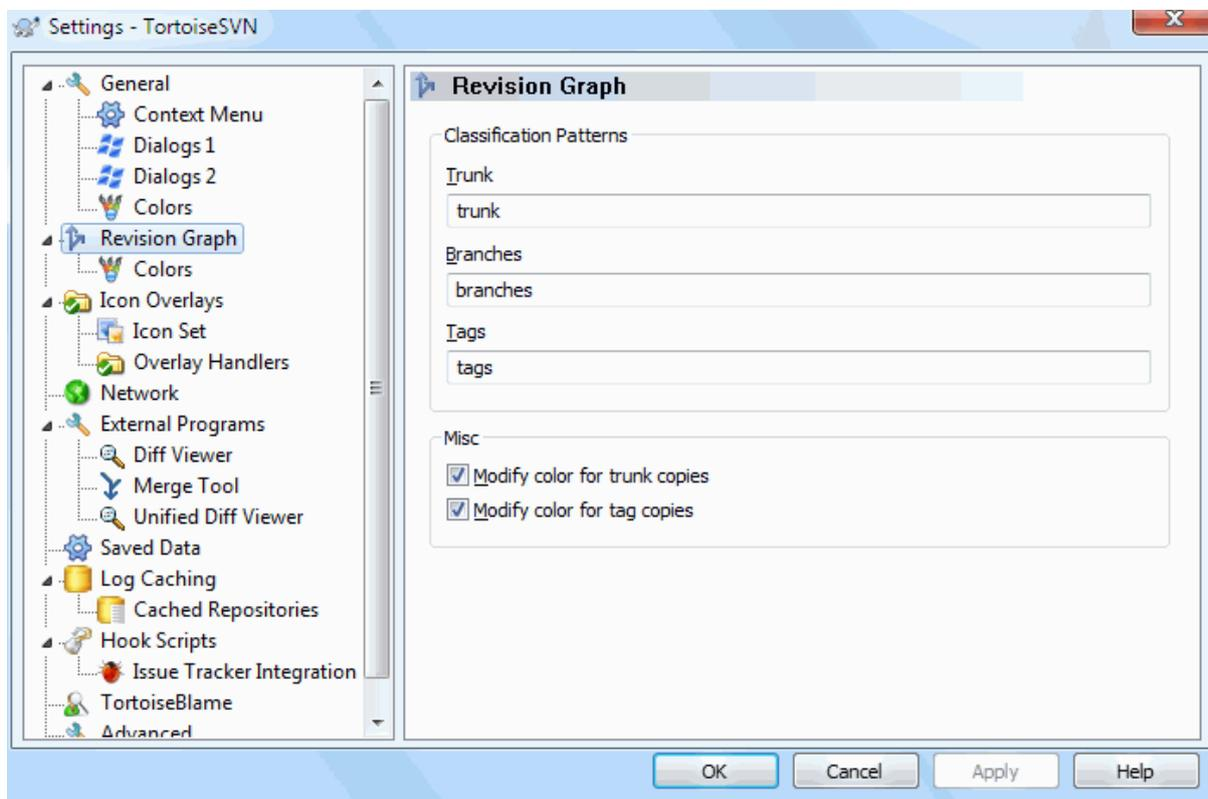 Settings - TortoiseSVN
General
Context Menu
Dialogs 1
Dialogs 2
Colors
Revision Graph
Colors
Icon Overlays
Icon Set
Overlay Handlers
Network
External Programs
Diff Viewer
Merge Tool
Unified Diff Viewer
Saved Data
Log Caching
Cached Repositories
Hook Scripts
Issue Tracker Integration
TortoiseBlame
Advanced
Revision Graph
Classification Patterns
Trunk
trunk
Branches
branches
Tags
tags
Misc
Modify color for trunk copies
Modify color for tag copies
OK
Cancel
Apply
Help